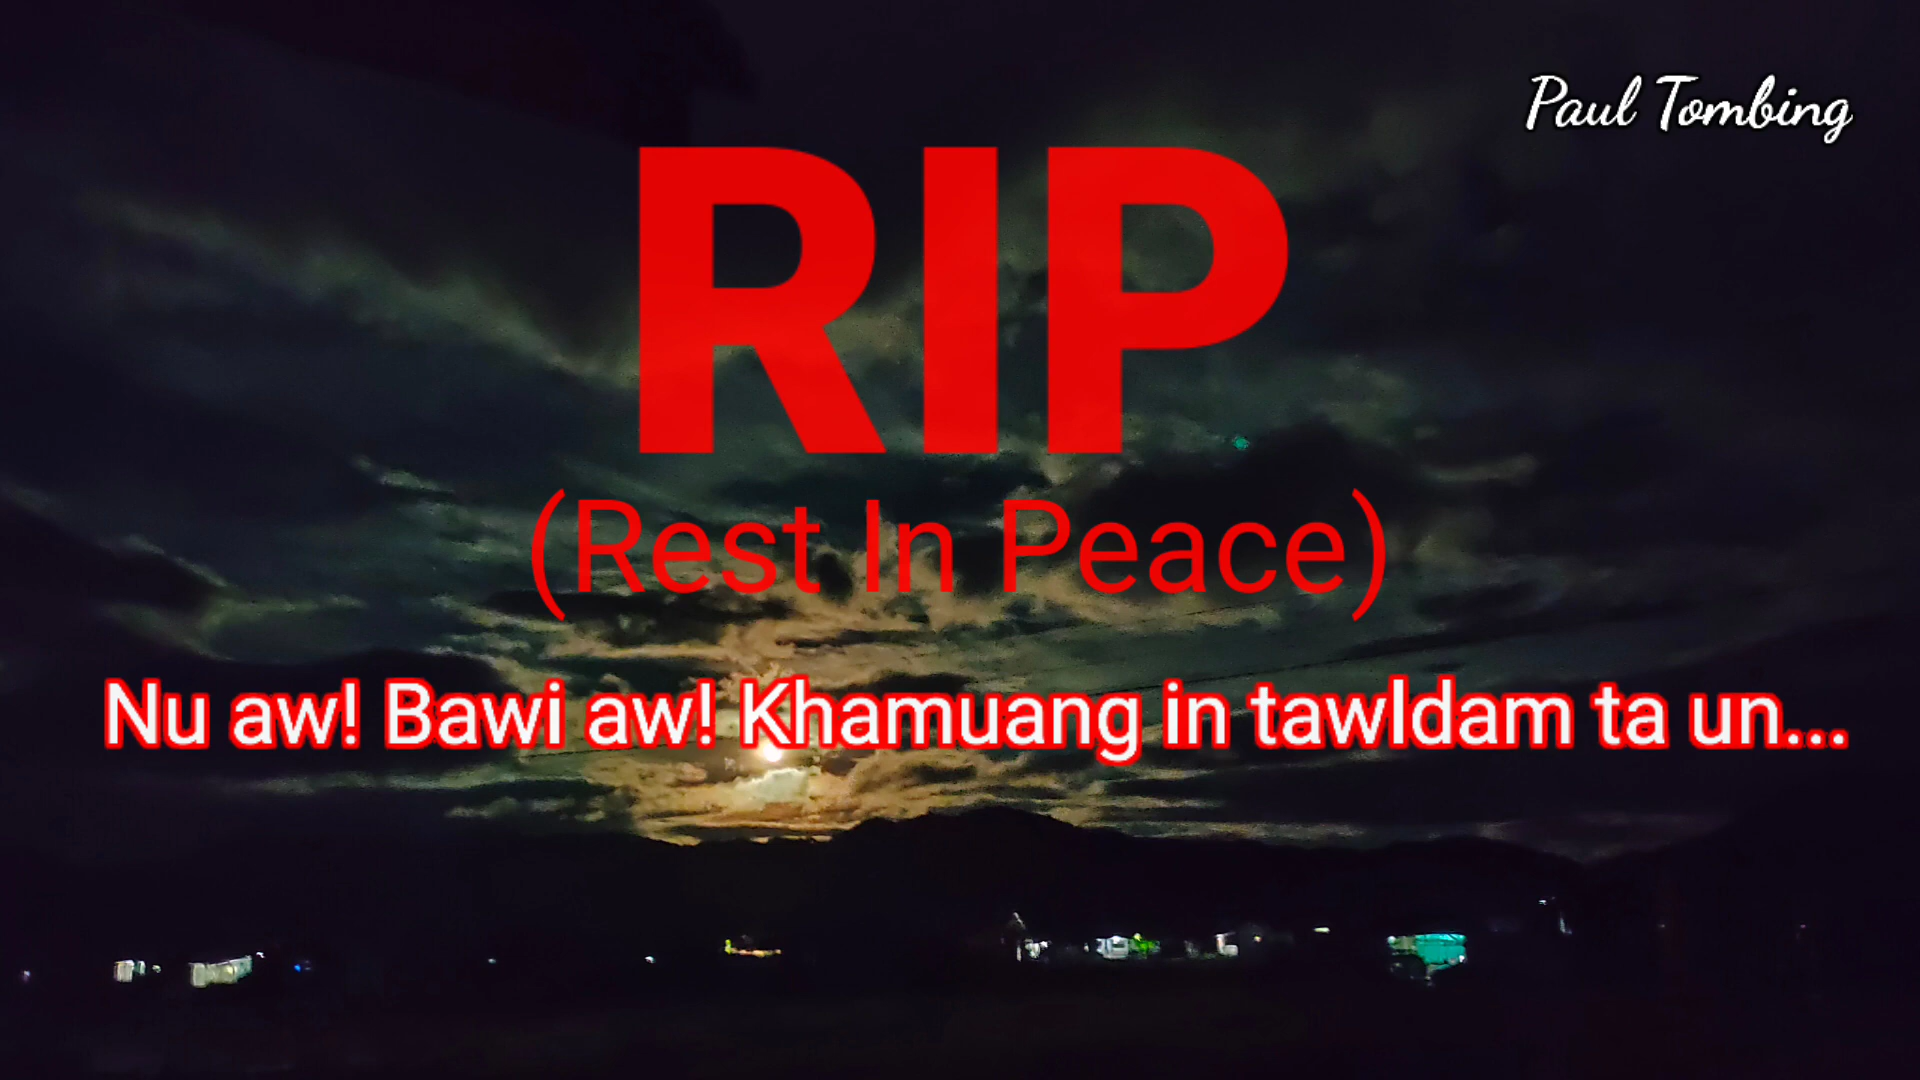 Paul Tombing
RIP
(Rest In Peace)
Nu aw! Bawi aw! Khamuang in tawldam ta un...